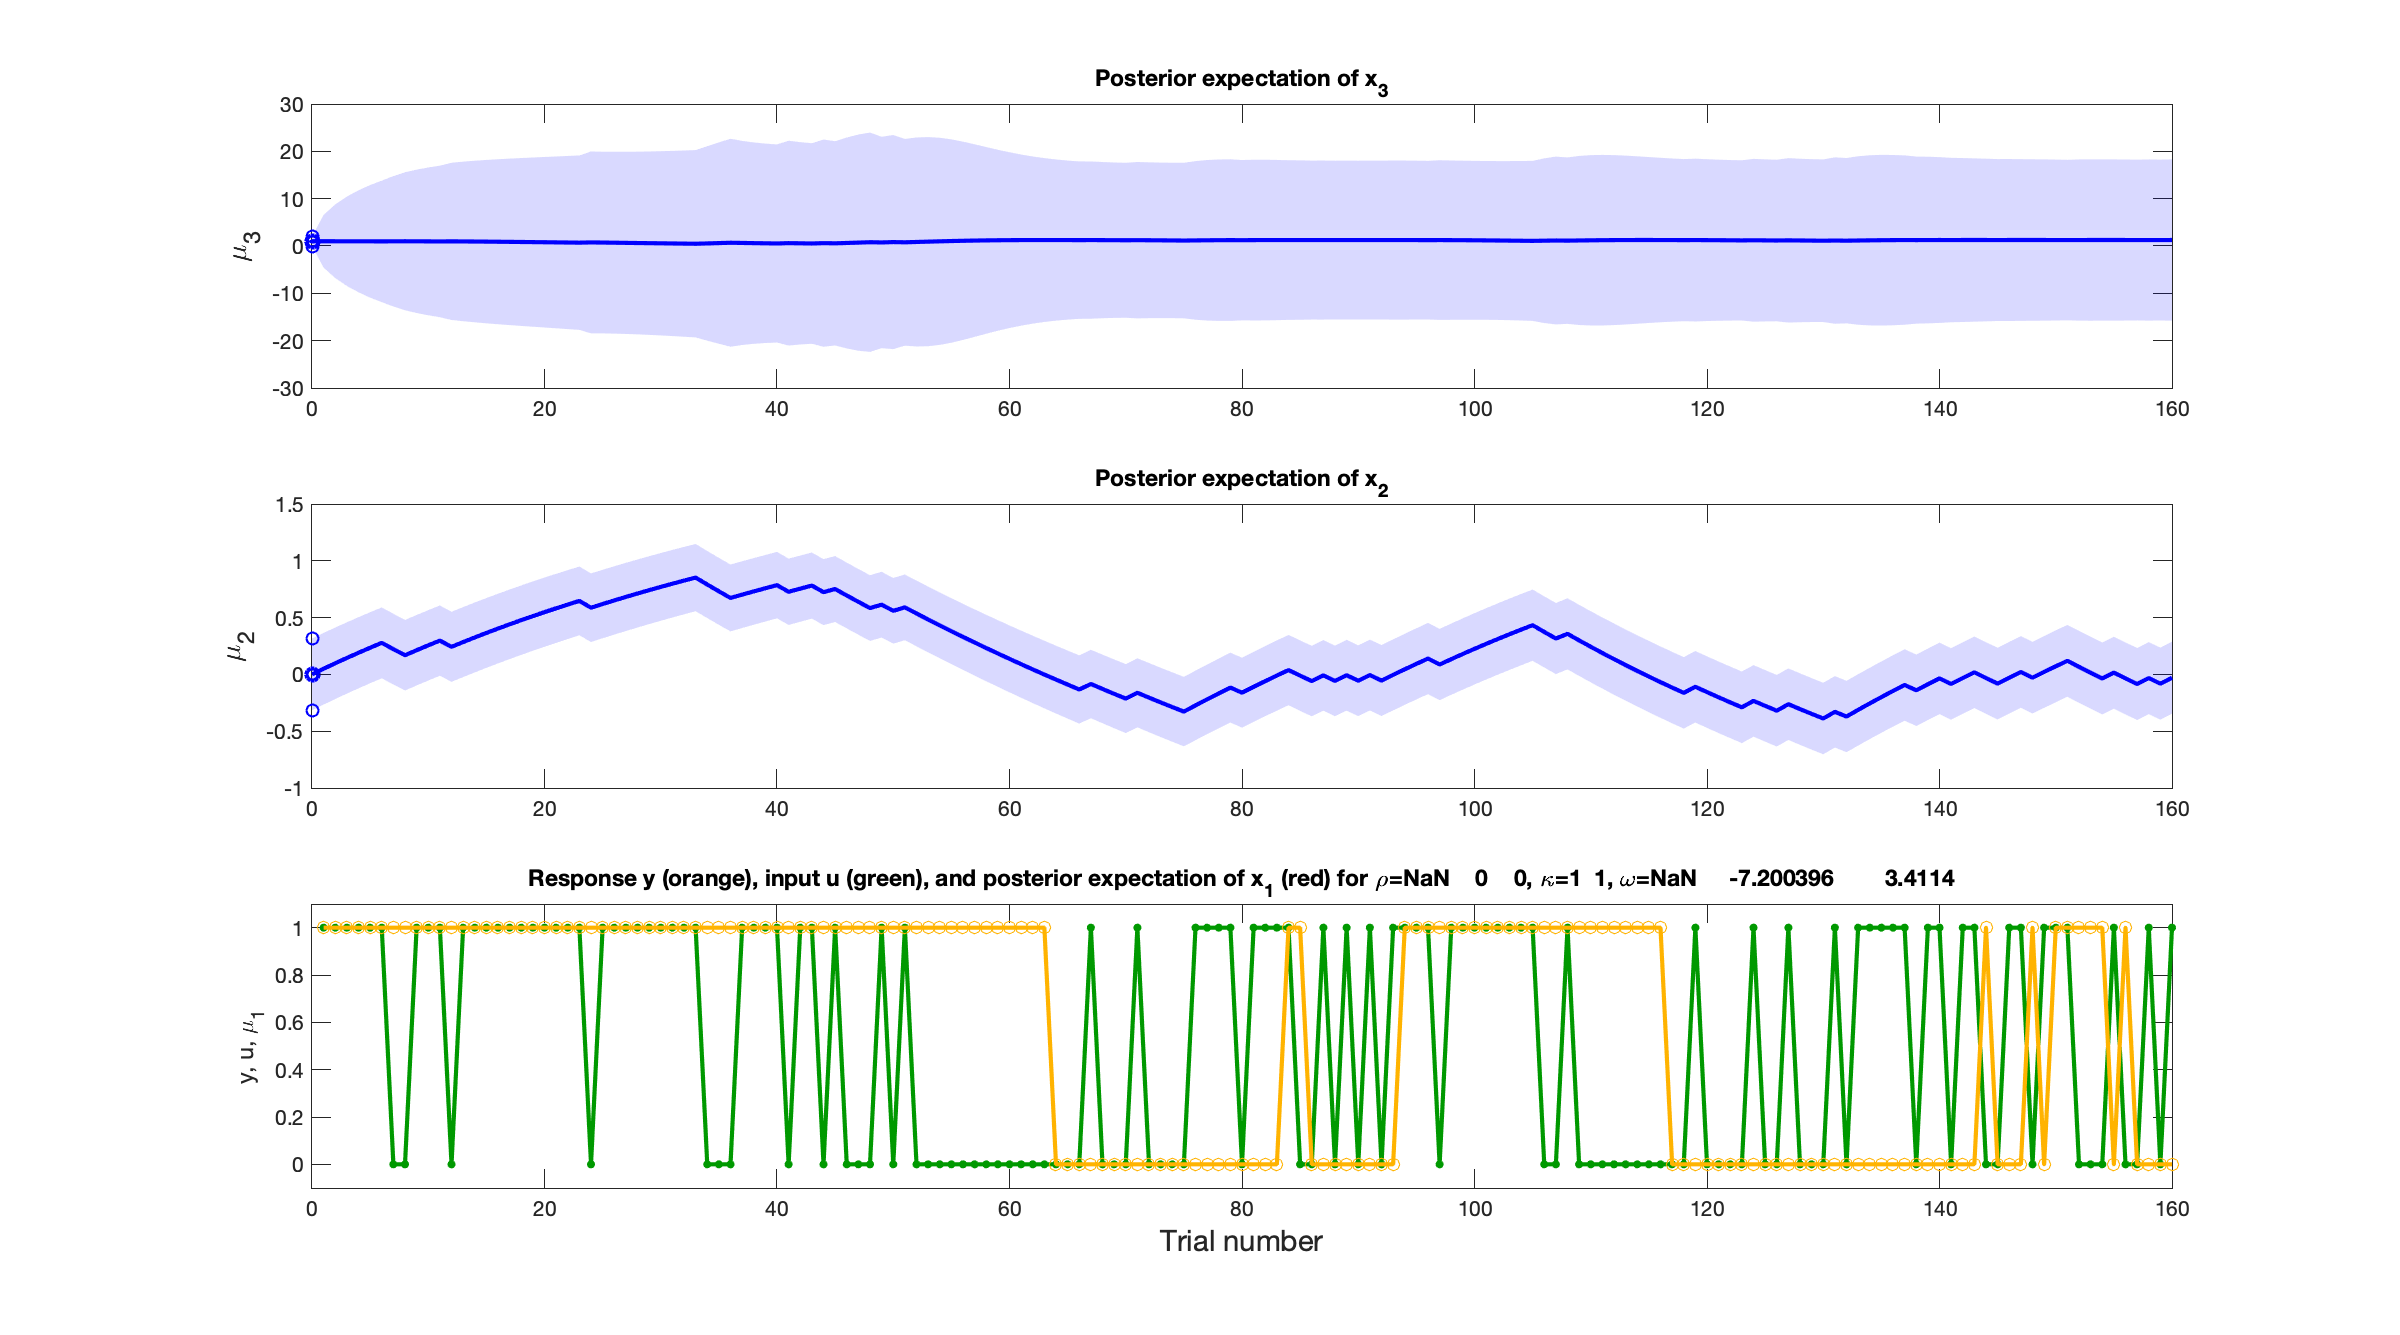 Posterior expectation of x3
30
20
10
0
-10
-20
-30
μ3
0 20 40 60 80 100 120 140 160
Posterior expectation of x2
1.5
1
0.5
0
-0.5
-1
μ2
0 20 40 60 80 100 120 140 160
Response y (orange), input u (green), and posterior expectation of x1 (red) for ρ=NaN 0 0, κ=1 1, ω=NaN -7.200396 3.4114
1
0.8
0.6
0.4
0.2
0
y, u, μ1
0 20 40 60 80 100 120 140 160
Trial number